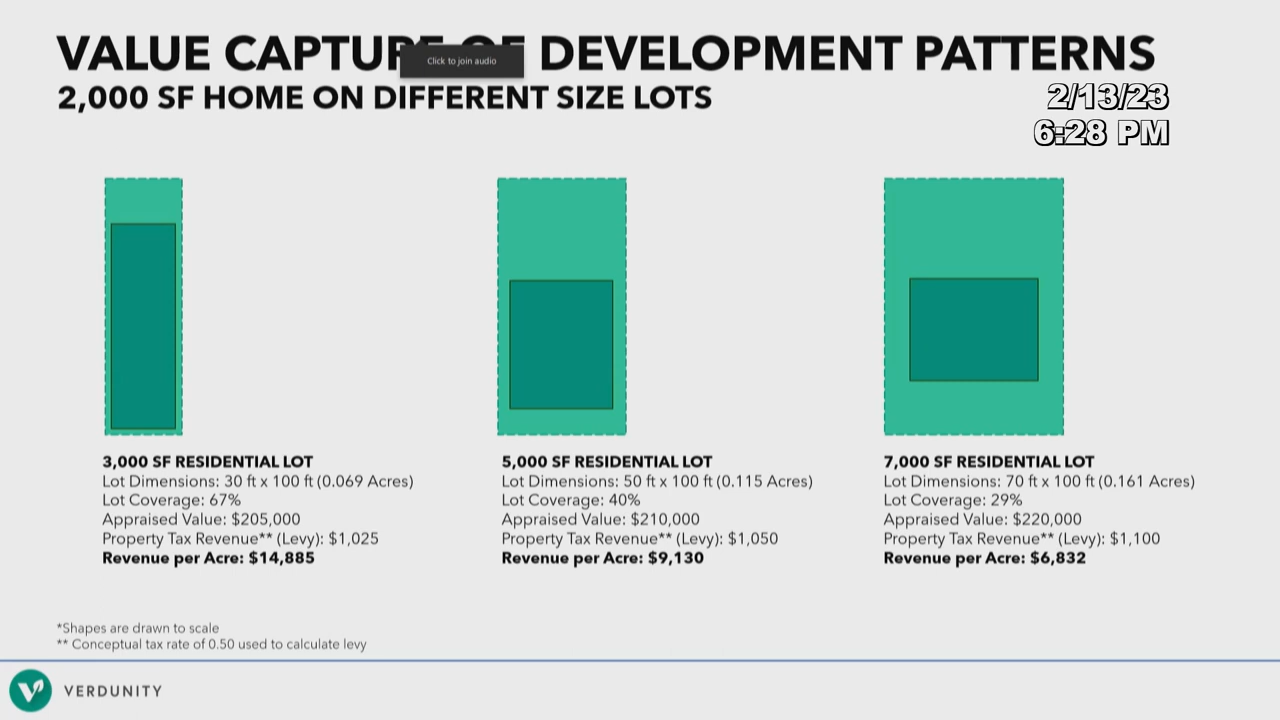 VALUE CAPTURE OF DEVELOPMENT PATTERNS
Click to join audio
2,000 SF HOME ON DIFFERENT SIZE LOTS
2/13/23
6:28 PM
3,000 SF RESIDENTIAL LOT
Lot Dimensions: 30 ft x 100 ft (0.069 Acres)
Lot Coverage: 67%
Appraised Value: $205,000
Property Tax Revenue** (Levy): $1,025
Revenue per Acre: $14,885
5,000 SF RESIDENTIAL LOT
Lot Dimensions: 50 ft x 100 ft (0.115 Acres)
Lot Coverage: 40%
Appraised Value: $210,000
Property Tax Revenue** (Levy): $1,050
Revenue per Acre: $9,130
7,000 SF RESIDENTIAL LOT
Lot Dimensions: 70 ft x 100 ft (0.161 Acres)
Lot Coverage: 29%
Appraised Value: $220,000
Property Tax Revenue** (Levy): $1,100
Revenue per Acre: $6,832
*Shapes are drawn to scale
** Conceptual tax rate of 0.50 used to calculate levy
VERDUNITY